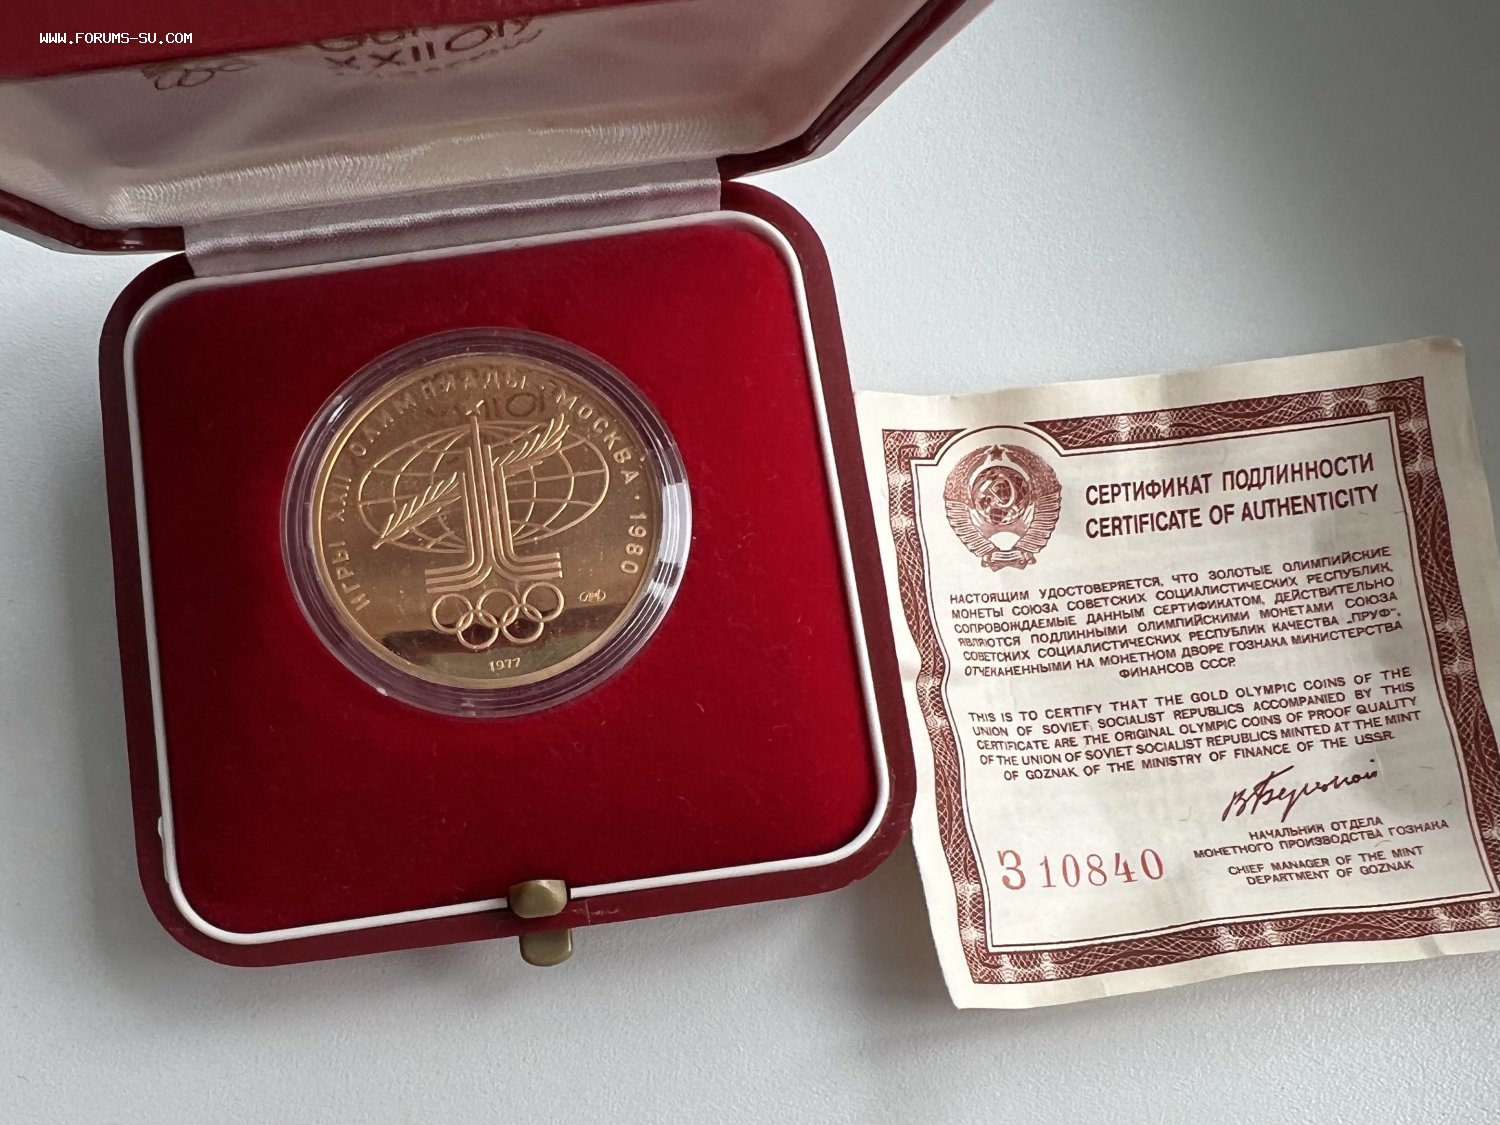 WWW.FORUMS-SU.COM
XXII
ИГРЫ XXII ОЛИМПИАДЫ · МОСКВА · 1980
1977
СЕРТИФИКАТ ПОДЛИННОСТИ
CERTIFICATE OF AUTHENTICITY
НАСТОЯЩИМ УДОСТОВЕРЯЕТСЯ, ЧТО ЗОЛОТЫЕ ОЛИМПИЙСКИЕ
МОНЕТЫ СОЮЗА СОВЕТСКИХ СОЦИАЛИСТИЧЕСКИХ РЕСПУБЛИК,
СОПРОВОЖДАЕМЫЕ ДАННЫМ СЕРТИФИКАТОМ, ДЕЙСТВИТЕЛЬНО
ЯВЛЯЮТСЯ ПОДЛИННЫМИ ОЛИМПИЙСКИМИ МОНЕТАМИ СОЮЗА
СОВЕТСКИХ СОЦИАЛИСТИЧЕСКИХ РЕСПУБЛИК КАЧЕСТВА „ПРУФ“,
ОТЧЕКАНЕННЫМИ НА МОНЕТНОМ ДВОРЕ ГОЗНАКА МИНИСТЕРСТВА
ФИНАНСОВ СССР.
THIS IS TO CERTIFY THAT THE GOLD OLYMPIC COINS OF THE
UNION OF SOVIET SOCIALIST REPUBLICS ACCOMPANIED BY THIS
CERTIFICATE ARE THE ORIGINAL OLYMPIC COINS OF PROOF QUALITY
OF THE UNION OF SOVIET SOCIALIST REPUBLICS MINTED AT THE MINT
OF GOZNAK OF THE MINISTRY OF FINANCE OF THE USSR.
НАЧАЛЬНИК ОТДЕЛА
МОНЕТНОГО ПРОИЗВОДСТВА ГОЗНАКА
CHIEF MANAGER OF THE MINT
DEPARTMENT OF GOZNAK
З 10840